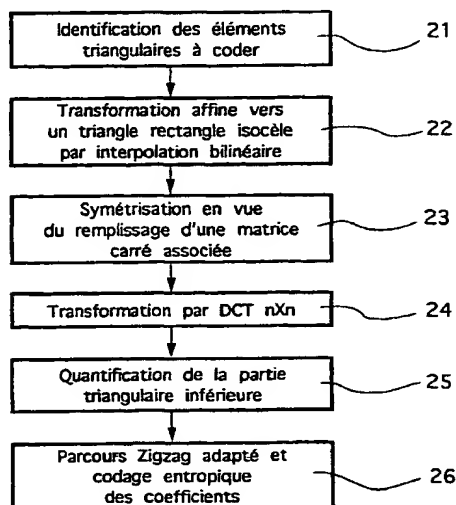 Identification des éléments
triangulaires à coder
21
Transformation affine vers
un triangle rectangle isocèle
par interpolation bilinéaire
22
Symétrisation en vue
du remplissage d'une matrice
carré associée
23
Transformation par DCT nXn
24
Quantification de la partie
triangulaire inférieure
25
Parcours Zigzag adapté et
codage entropique
des coefficients
26